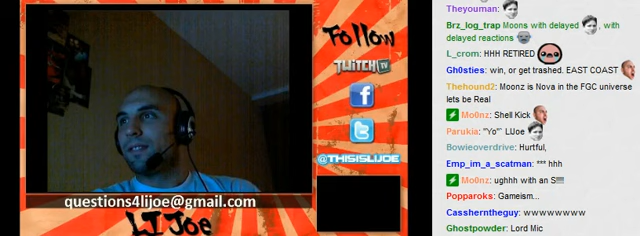 Follow
TWITCH TV
@THISISLIJOE
questions4lijoe@gmail.com
LI Joe
Theyouman:
Brz_log_trap Moons with delayed , with
delayed reactions
L_crom: HHH RETIRED
Gh0sties: win, or get trashed. EAST COAST
Thehound2: Moonz is Nova in the FGC universe
lets be Real
Mo0nz: Shell Kick
Parukia: "'Yo'" LIJoe
Bowieoverdrive: Hurtful,
Emp_im_a_scatman: *** hhh
Mo0nz: ughhh with an S!!!!
Popparoks: Gameism...
Cassherntheguy: wwwwwwww
Ghostpowder: Lord Mic